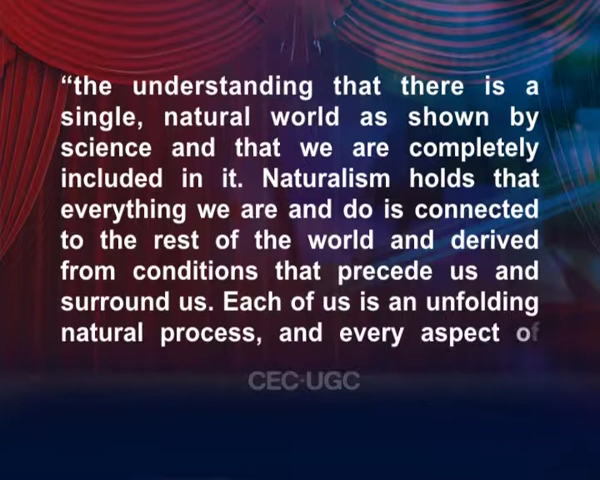 “the understanding that there is a
single, natural world as shown by
science and that we are completely
included in it. Naturalism holds that
everything we are and do is connected
to the rest of the world and derived
from conditions that precede us and
surround us. Each of us is an unfolding
natural process, and every aspect of
CEC-UGC